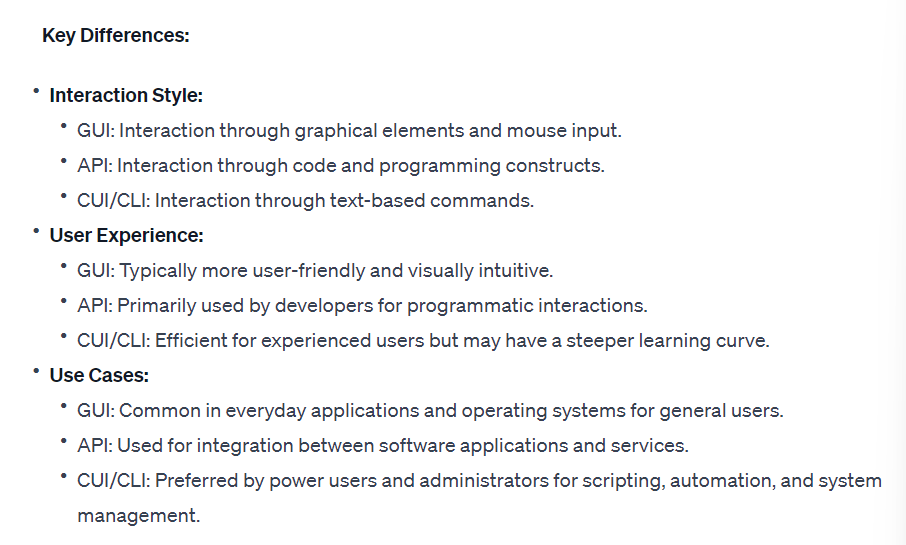 Key Differences:
• Interaction Style:
• GUI: Interaction through graphical elements and mouse input.
• API: Interaction through code and programming constructs.
• CUI/CLI: Interaction through text-based commands.
• User Experience:
• GUI: Typically more user-friendly and visually intuitive.
• API: Primarily used by developers for programmatic interactions.
• CUI/CLI: Efficient for experienced users but may have a steeper learning curve.
• Use Cases:
• GUI: Common in everyday applications and operating systems for general users.
• API: Used for integration between software applications and services.
• CUI/CLI: Preferred by power users and administrators for scripting, automation, and system
management.